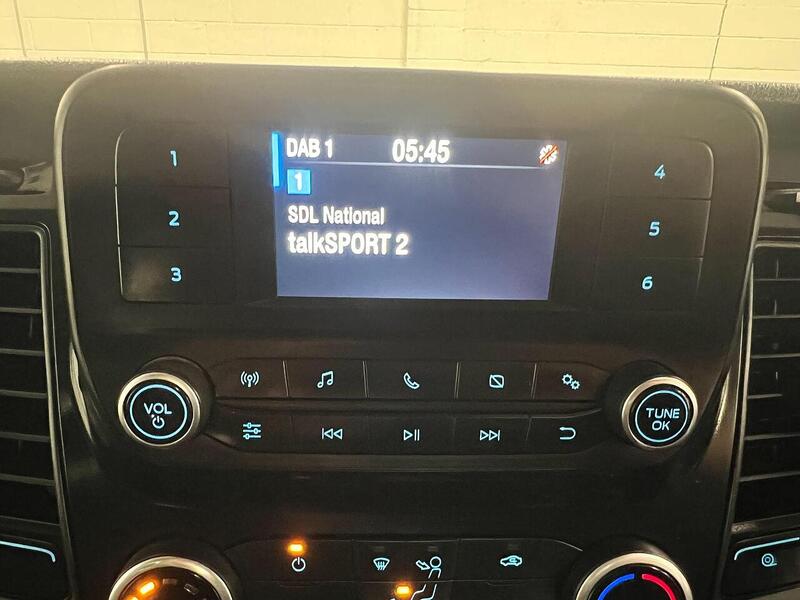 DAB 1 05:45
1
SDL National
talkSPORT 2
1
2
3
4
5
6
VOL
TUNE
OK